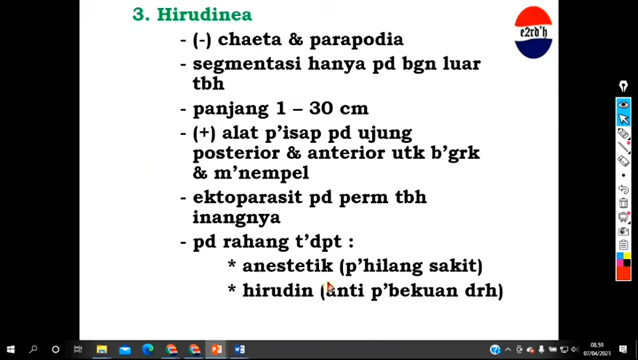 3. Hirudinea
e2rd'h
- (-) chaeta & parapodia
- segmentasi hanya pd bgn luar
tbh
- panjang 1 – 30 cm
- (+) alat p'isap pd ujung
posterior & anterior utk b'grk
& m'nempel
- ektoparasit pd perm tbh
inangnya
- pd rahang t'dpt :
* anestetik (p'hilang sakit)
* hirudin (anti p'bekuan drh)
08.59
07/04/2021